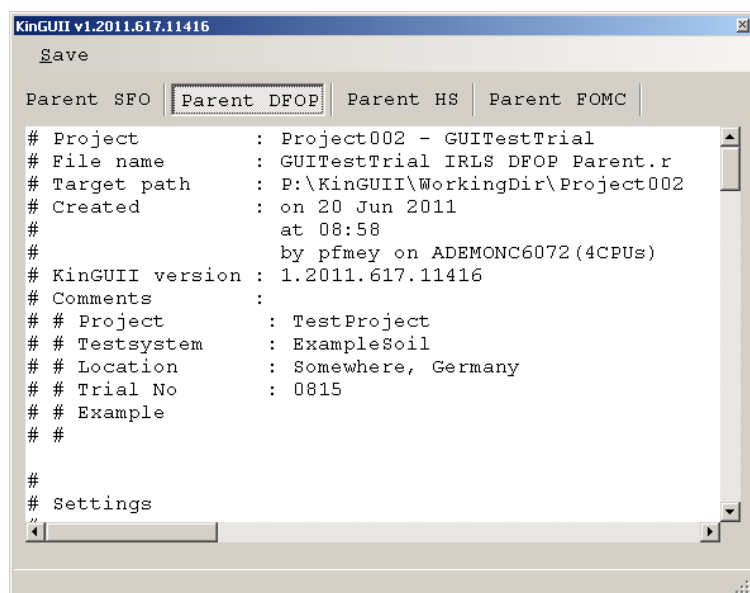 KinGUII v1.2011.617.11416
Save
Parent SFO Parent DFOP Parent HS Parent FOMC
# Project : Project002 - GUITestTrial
# File name : GUITestTrial IRLS DFOP Parent.r
# Target path : P:\KinGUII\WorkingDir\Project002
# Created : on 20 Jun 2011
# at 08:58
# by pfmey on ADEMONC6072(4CPUs)
# KinGUII version : 1.2011.617.11416
# Comments :
# # Project : TestProject
# # Testsystem : ExampleSoil
# # Location : Somewhere, Germany
# # Trial No : 0815
# # Example
# #
#
# Settings
#